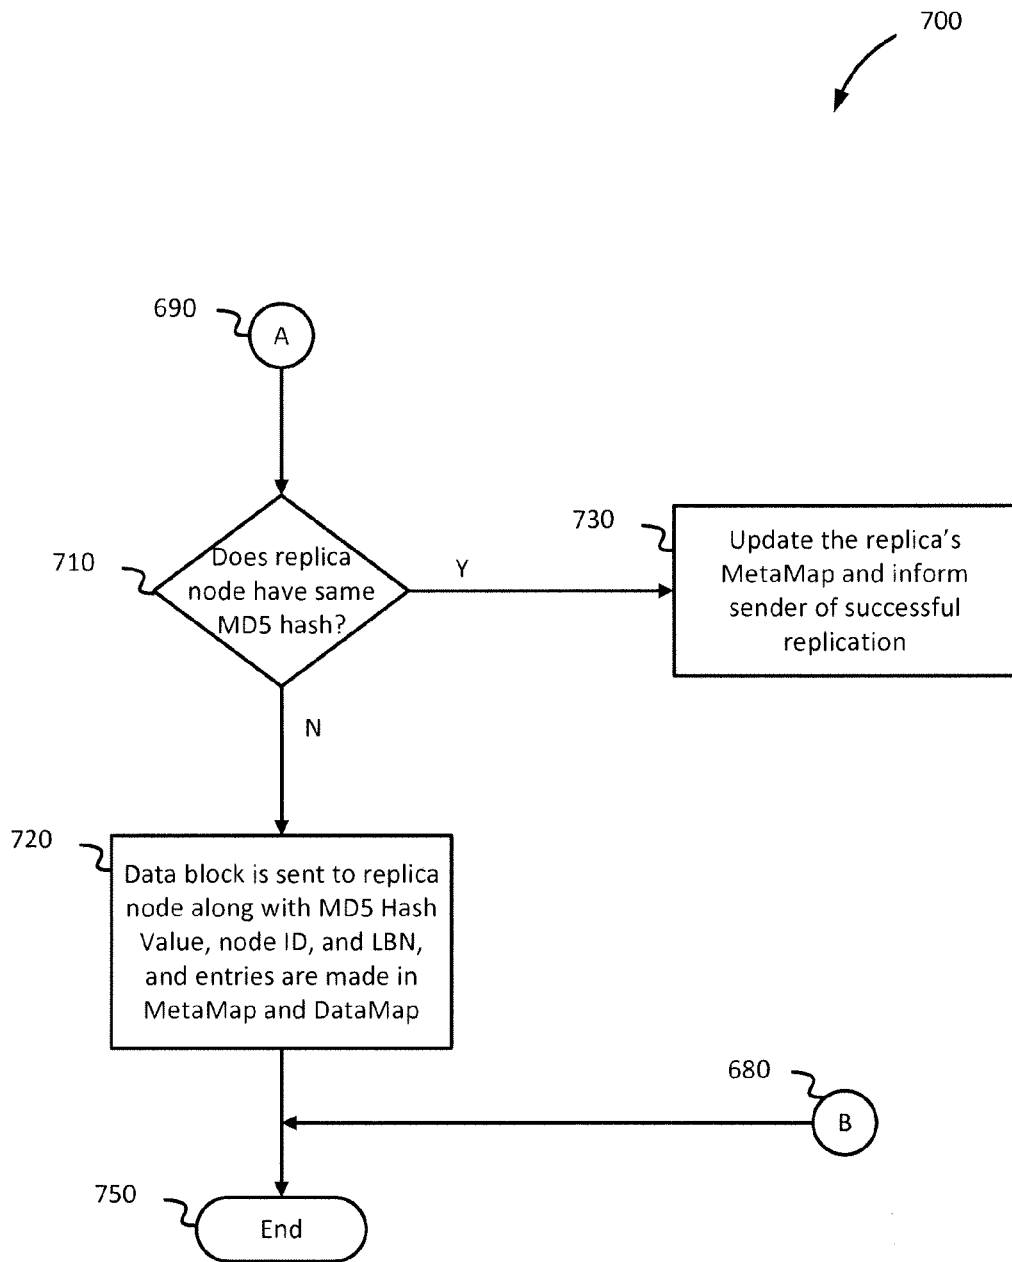 700
690
A
710
Does replica
node have same
MD5 hash?
Y
730
Update the replica's
MetaMap and inform
sender of successful
replication
N
720
Data block is sent to replica
node along with MD5 Hash
Value, node ID, and LBN,
and entries are made in
MetaMap and DataMap
680
B
750
End